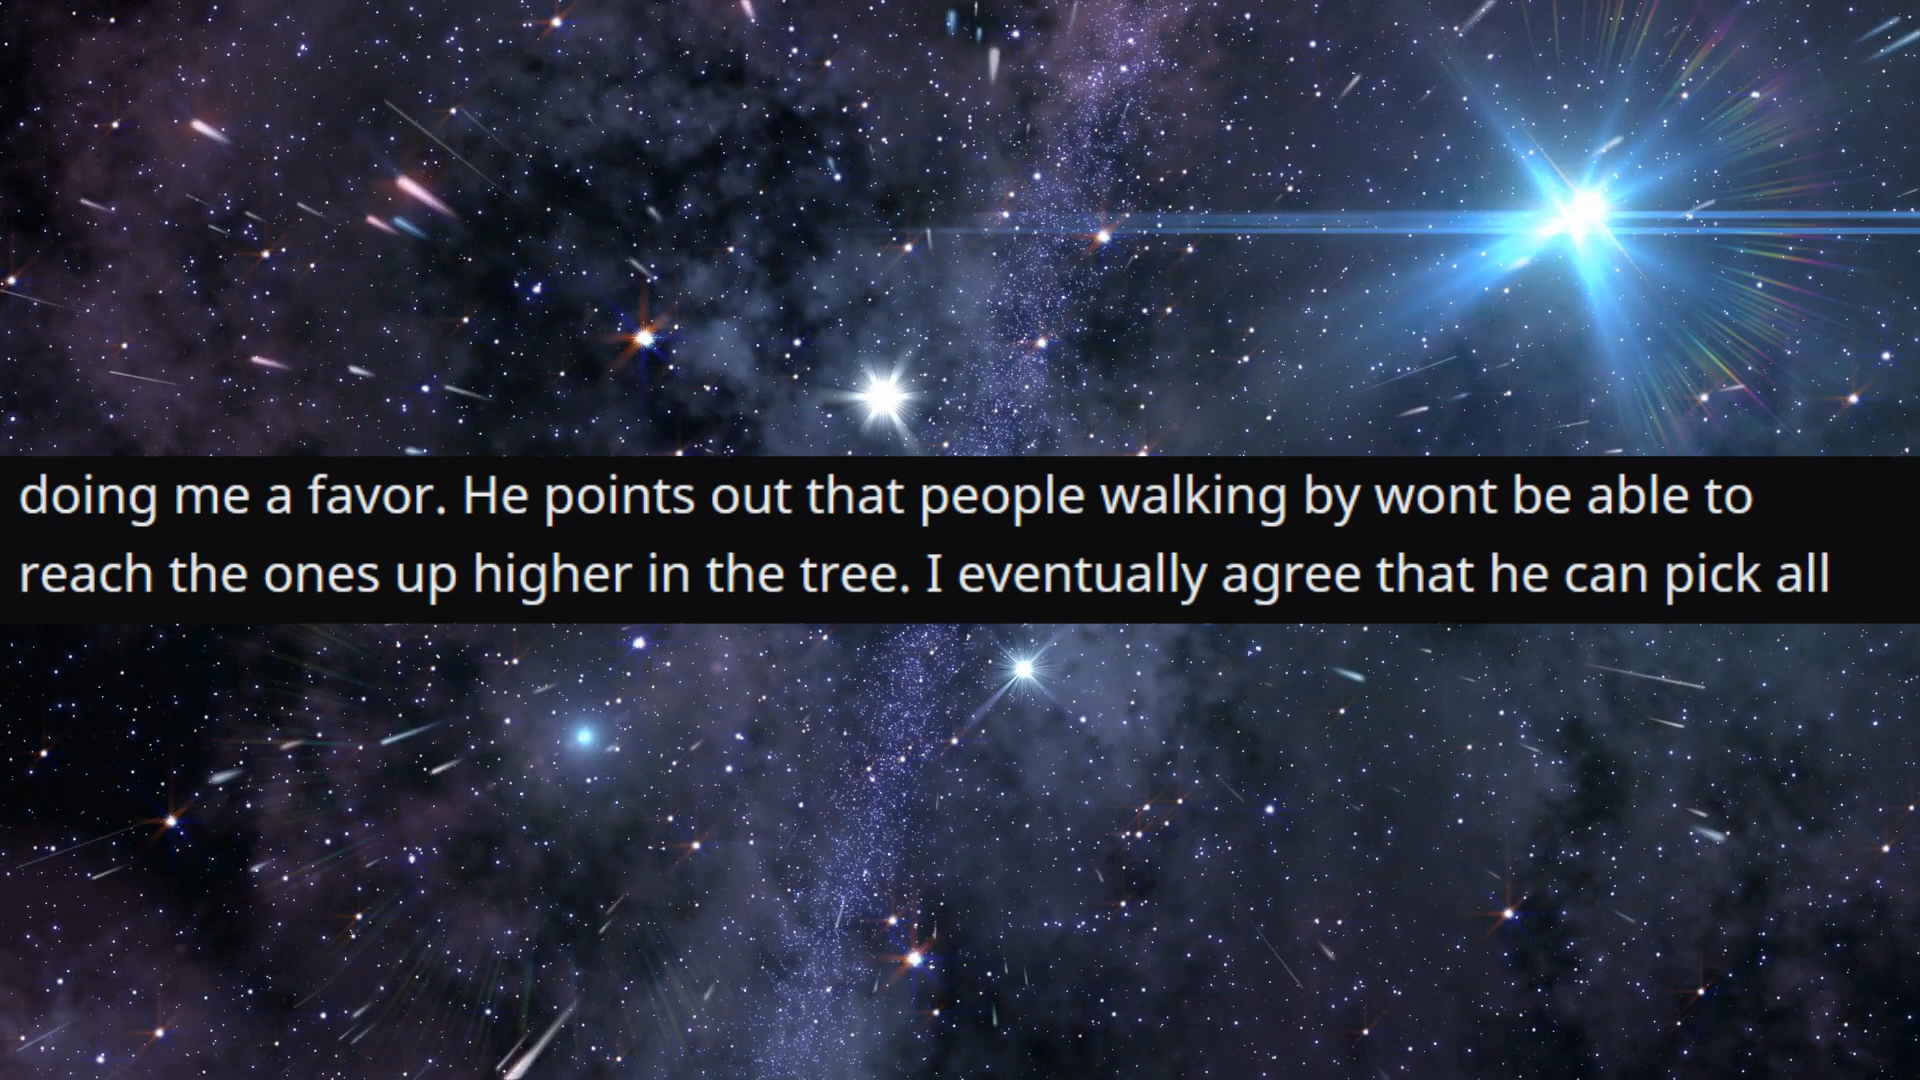 doing me a favor. He points out that people walking by wont be able to
reach the ones up higher in the tree. I eventually agree that he can pick all